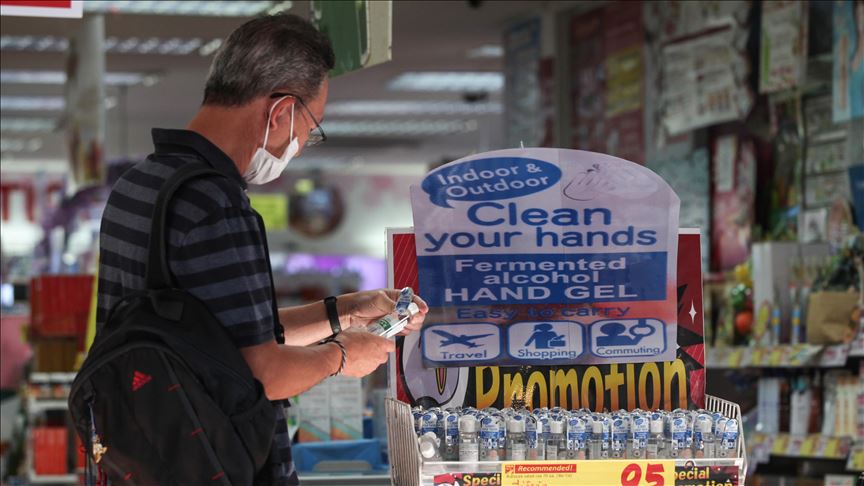 Indoor &
Outdoor
Clean
your hands
Fermented
alcohol
HAND GEL
Easy to carry
Travel
Shopping
Commuting
Promotion
Recommended!
95
Special
Special